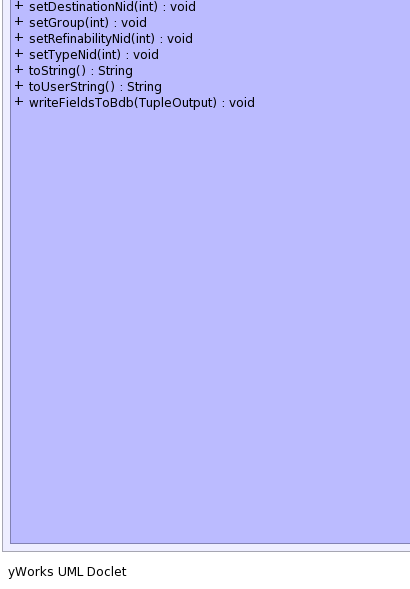 + setDestinationNid(int) : void
+ setGroup(int) : void
+ setRefinabilityNid(int) : void
+ setTypeNid(int) : void
+ toString() : String
+ toUserString() : String
+ writeFieldsToBdb(TupleOutput) : void
yWorks UML Doclet